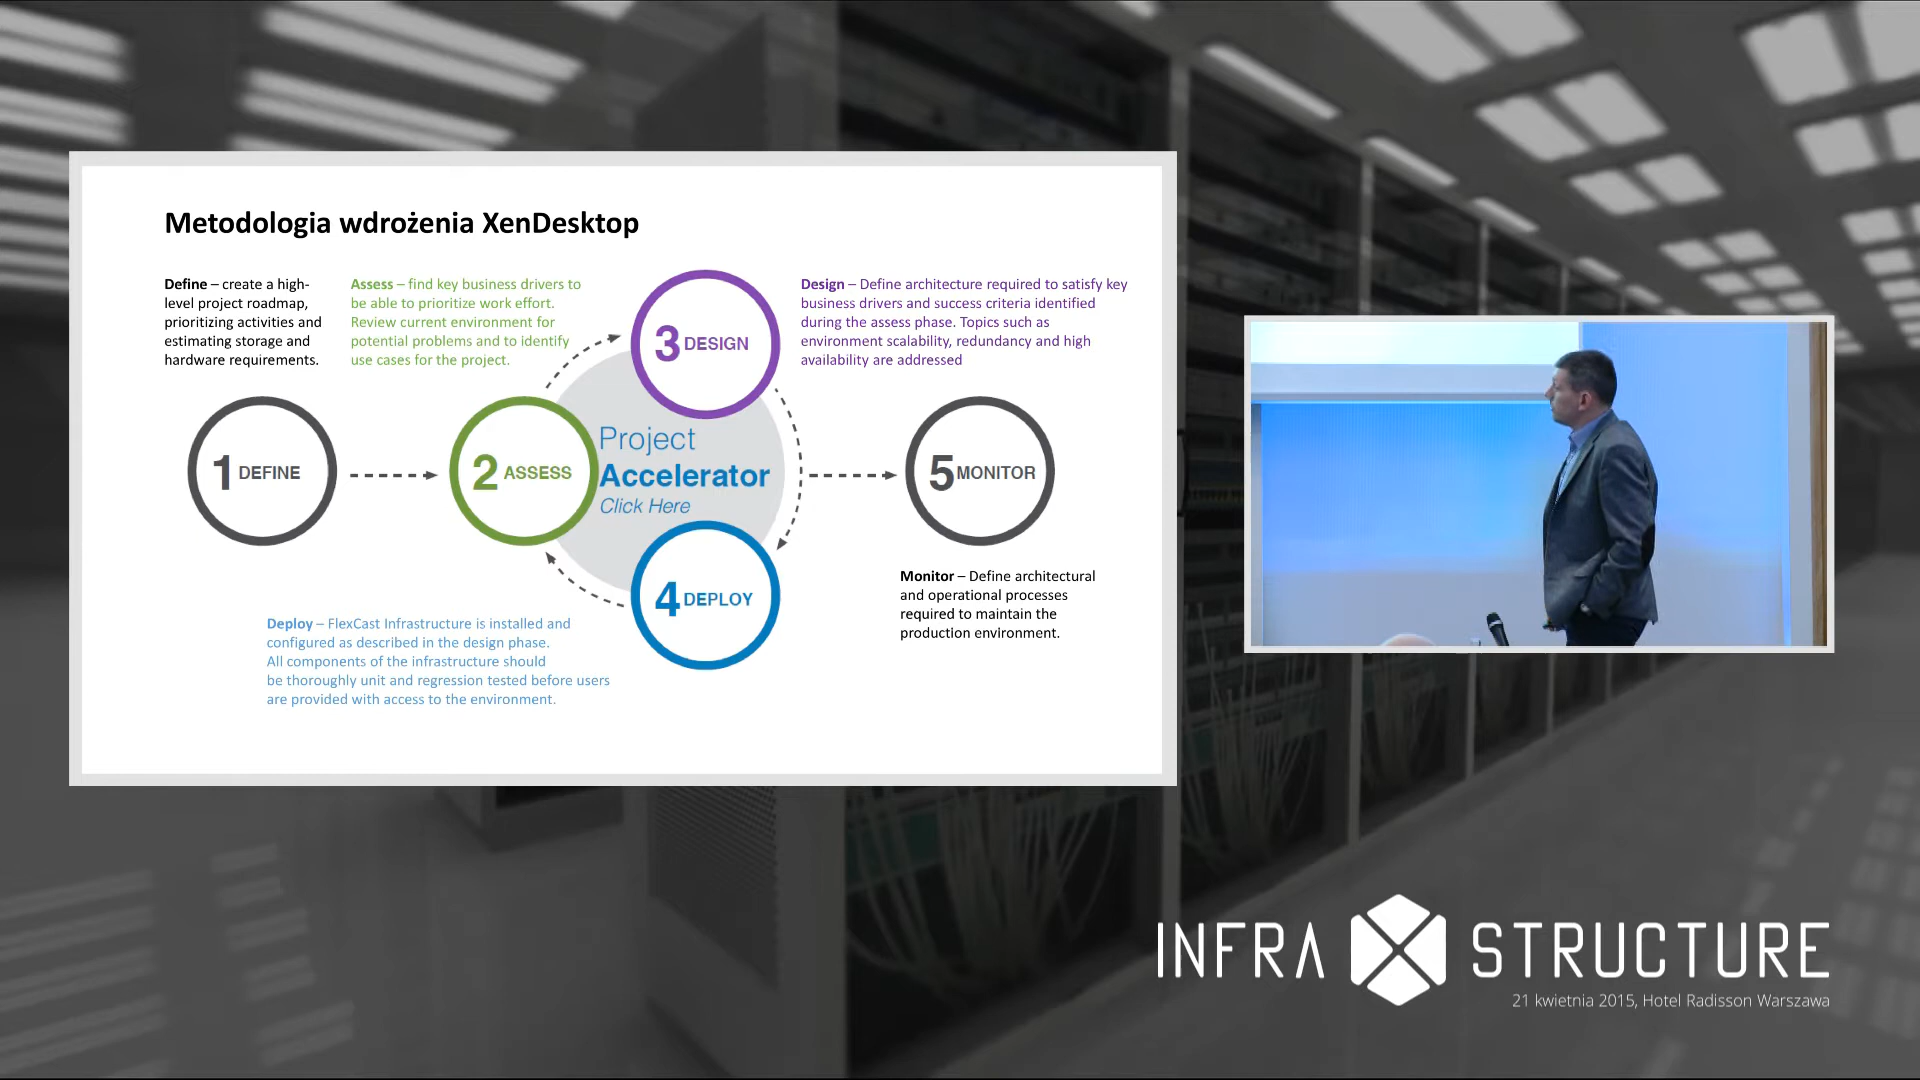 Metodologia wdrożenia XenDesktop
Define – create a high-
level project roadmap,
prioritizing activities and
estimating storage and
hardware requirements.
Assess – find key business drivers to
be able to prioritize work effort.
Review current environment for
potential problems and to identify
use cases for the project.
Design – Define architecture required to satisfy key
business drivers and success criteria identified
during the assess phase. Topics such as
environment scalability, redundancy and high
availability are addressed
3 DESIGN
1 DEFINE
2 ASSESS
Project
Accelerator
Click Here
5 MONITOR
4 DEPLOY
Monitor – Define architectural
and operational processes
required to maintain the
production environment.
Deploy – FlexCast Infrastructure is installed and
configured as described in the design phase.
All components of the infrastructure should
be thoroughly unit and regression tested before users
are provided with access to the environment.
INFRA STRUCTURE
21 kwietnia 2015, Hotel Radisson Warszawa